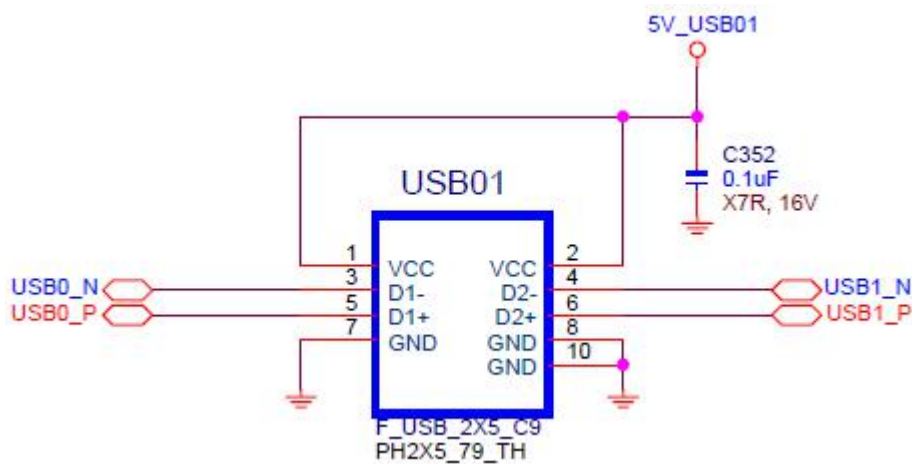 5V_USB01
C352
0.1uF
X7R, 16V
USB01
1 VCC VCC 2
USB0_N 3 D1- D2- 4 USB1_N
USB0_P 5 D1+ D2+ 6 USB1_P
7 GND GND 8
GND 10
F_USB_2X5_C9
PH2X5_79_TH